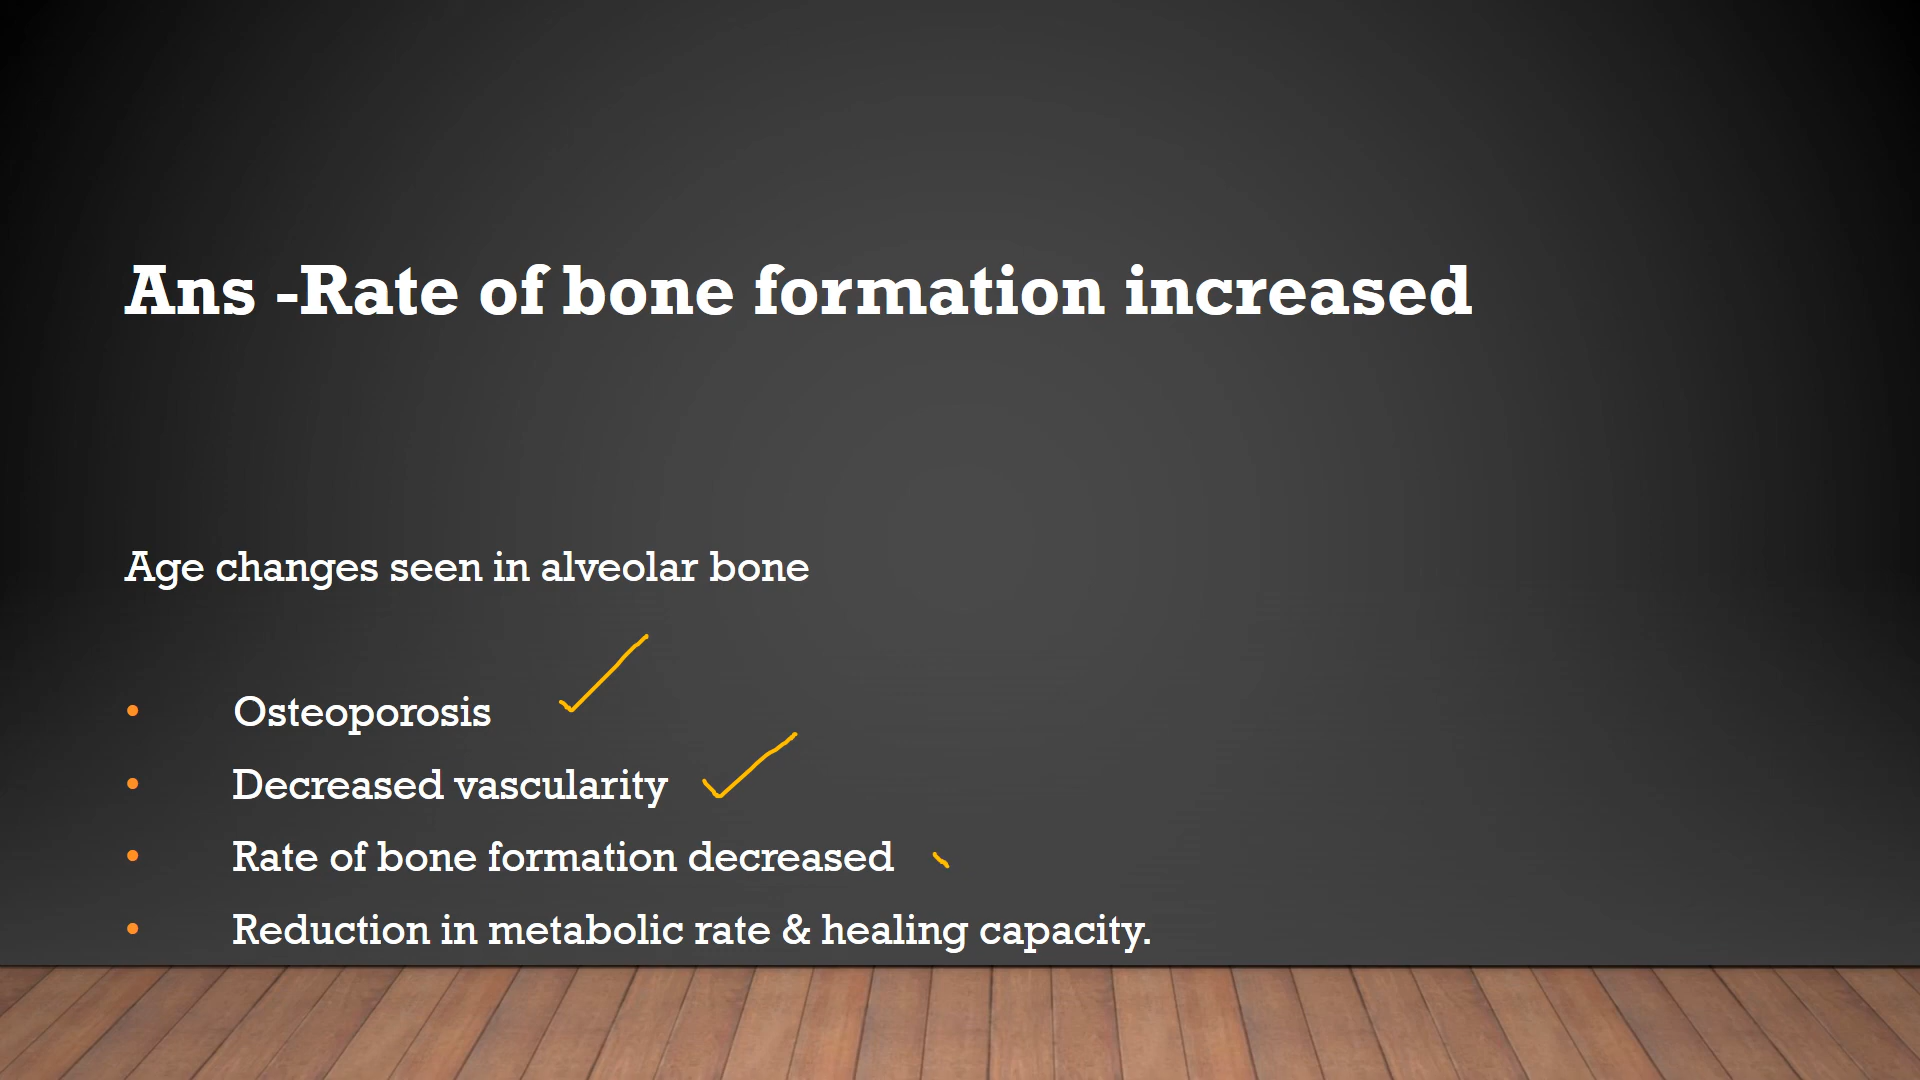 Ans -Rate of bone formation increased
Age changes seen in alveolar bone
• Osteoporosis
• Decreased vascularity
• Rate of bone formation decreased
• Reduction in metabolic rate & healing capacity.